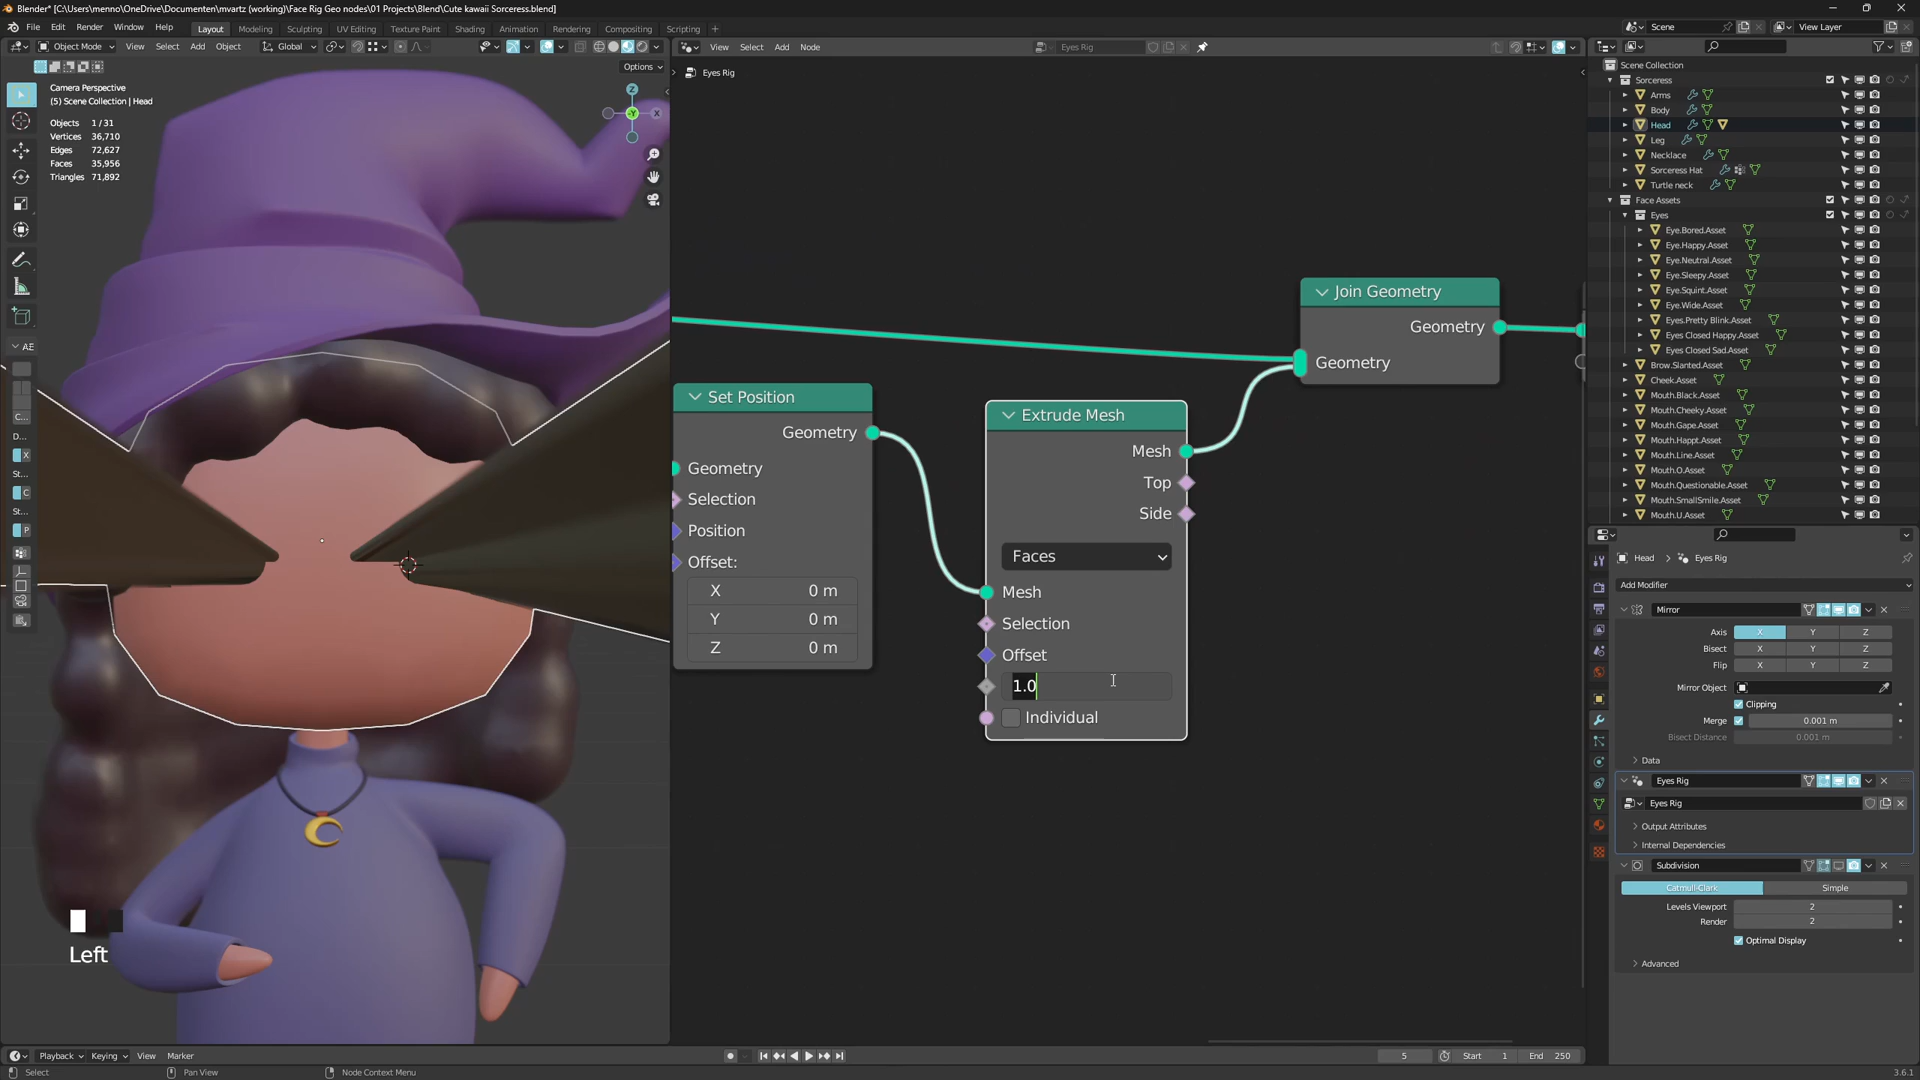 Blender* [C:\Users\menno\OneDrive\Documenten\mvartz (working)\Face Rig Geo nodes\01 Projects\Blend\Cute kawaii Sorceress.blend]
File Edit Render Window Help Layout Modeling Sculpting UV Editing Texture Paint Shading Animation Rendering Compositing Scripting + Scene View Layer
Object Mode View Select Add Object Global View Select Add Node Eyes Rig
Options
Eyes Rig
Camera Perspective
(5) Scene Collection | Head
Objects 1 / 31
Vertices 36,710
Edges 72,627
Faces 35,956
Triangles 71,892
Z
Y
X
AE
C...
D...
X
St...
C
St...
P
Left
Set Position
Geometry
Geometry
Selection
Position
Offset:
X 0 m
Y 0 m
Z 0 m
Extrude Mesh
Mesh
Top
Side
Faces
Mesh
Selection
Offset
1.0
Individual
Join Geometry
Geometry
Geometry
Scene Collection
Sorceress
Arms
Body
Head
Leg
Necklace
Sorceress Hat
Turtle neck
Face Assets
Eyes
Eye.Bored.Asset
Eye.Happy.Asset
Eye.Neutral.Asset
Eye.Sleepy.Asset
Eye.Squint.Asset
Eye.Wide.Asset
Eyes.Pretty Blink.Asset
Eyes Closed Happy.Asset
Eyes Closed Sad.Asset
Brow.Slanted.Asset
Cheek.Asset
Mouth.Black.Asset
Mouth.Cheeky.Asset
Mouth.Gape.Asset
Mouth.Happt.Asset
Mouth.Line.Asset
Mouth.O.Asset
Mouth.Questionable.Asset
Mouth.SmallSmile.Asset
Mouth.U.Asset
Head Eyes Rig
Add Modifier
Mirror
Axis X Y Z
Bisect X Y Z
Flip X Y Z
Mirror Object
Clipping
Merge 0.001 m
Bisect Distance 0.001 m
Data
Eyes Rig
Eyes Rig
Output Attributes
Internal Dependencies
Subdivision
Catmull-Clark Simple
Levels Viewport 2
Render 2
Optimal Display
Advanced
Playback Keying View Marker 5 Start 1 End 250
Select Pan View Node Context Menu 3.6.1